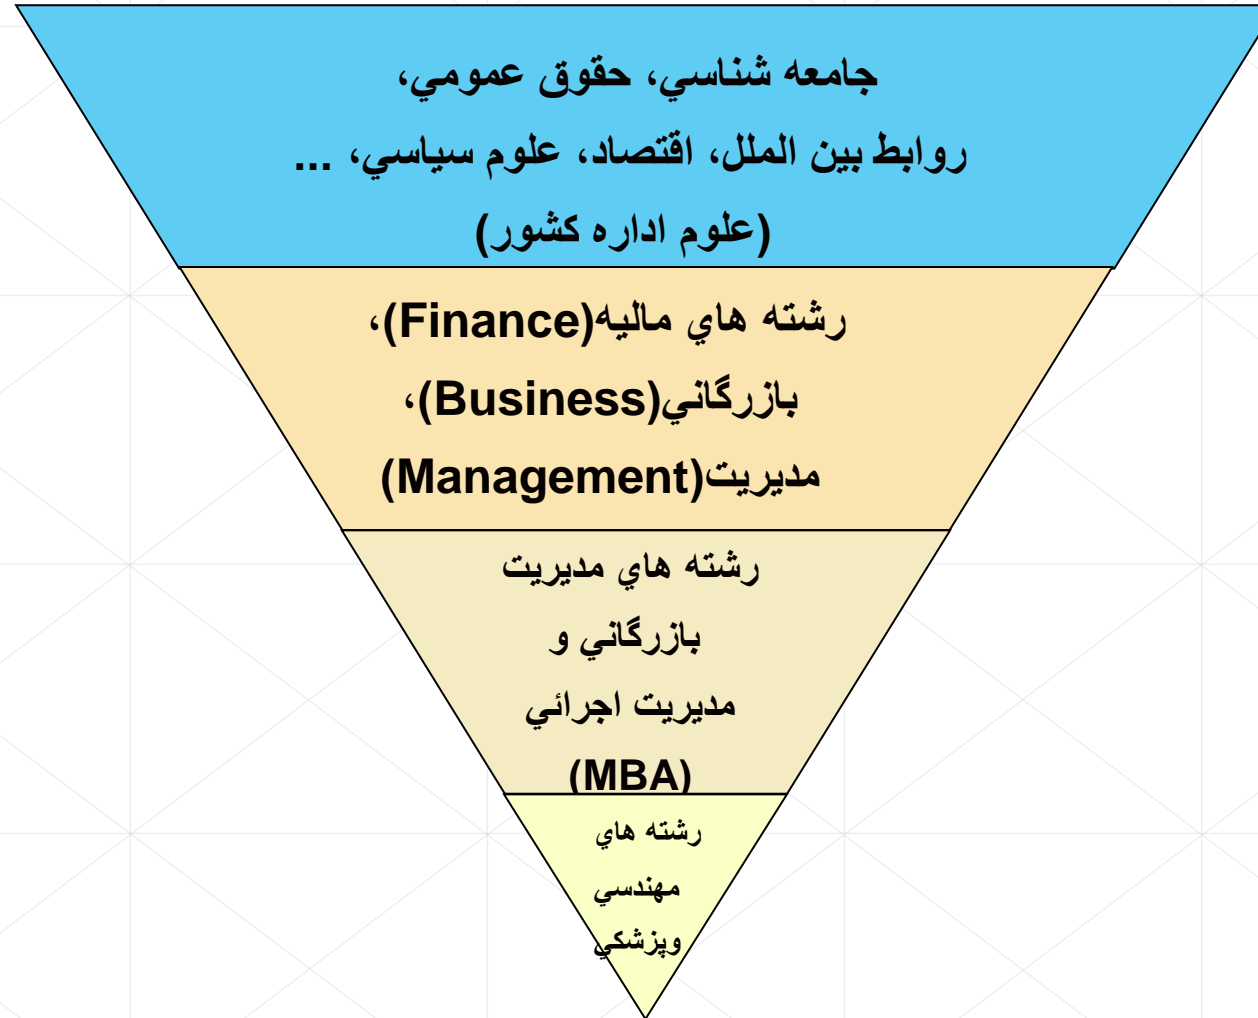 جامعه شناسي، حقوق عمومي،
روابط بين الملل، اقتصاد، علوم سياسي، ...
(علوم اداره كشور)
رشته هاي ماليه(Finance)،
بازرگاني(Business)،
مديريت(Management)
رشته هاي مديريت
بازرگاني و
مديريت اجرائي
(MBA)
رشته هاي
مهندسي
وپزشكي